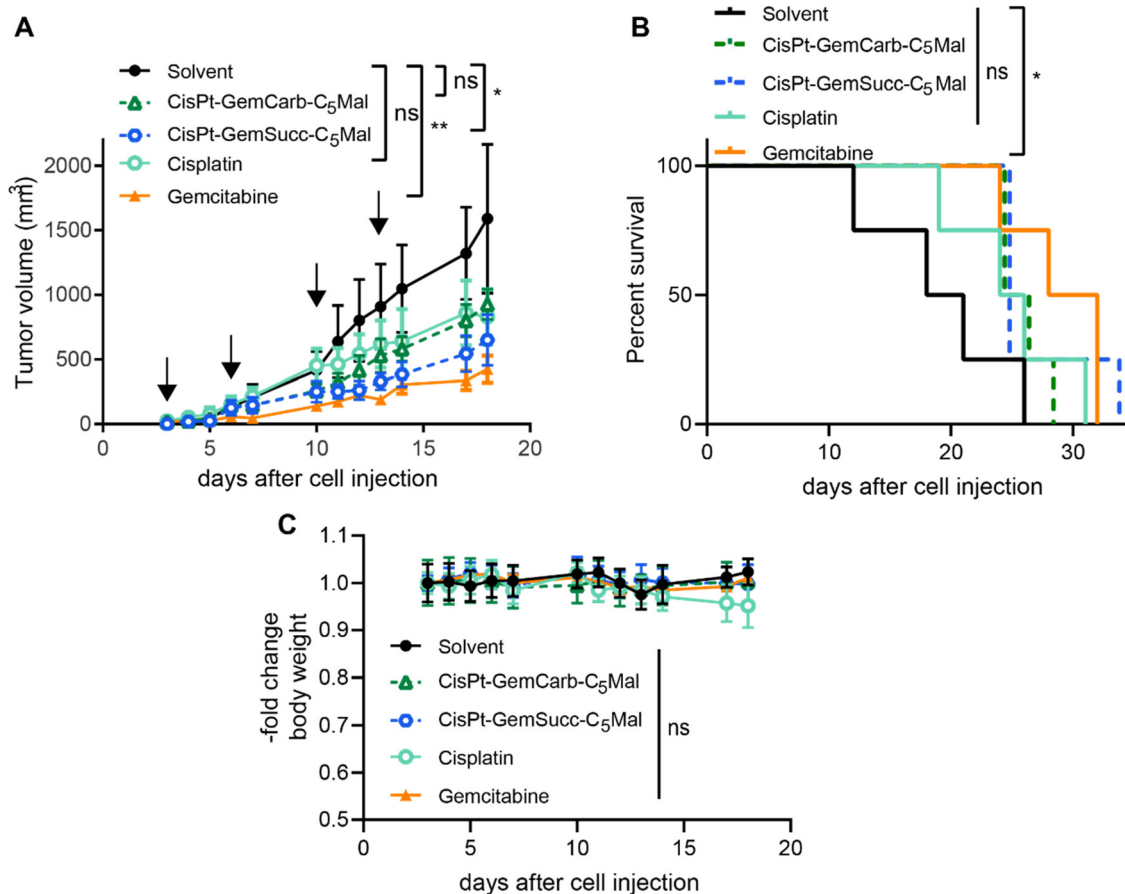 A
Solvent
CisPt-GemCarb-C5Mal
CisPt-GemSucc-C5Mal
Cisplatin
Gemcitabine
ns
**
ns
*
Tumor volume (mm3)
2000
1500
1000
500
0
0 5 10 15 20
days after cell injection
B
Solvent
CisPt-GemCarb-C5Mal
CisPt-GemSucc-C5Mal
Cisplatin
Gemcitabine
ns
*
Percent survival
100
50
0
0 10 20 30
days after cell injection
C
-fold change
body weight
1.1
1.0
0.9
0.8
0.7
0.6
0.5
Solvent
CisPt-GemCarb-C5Mal
CisPt-GemSucc-C5Mal
Cisplatin
Gemcitabine
ns
0 5 10 15 20
days after cell injection